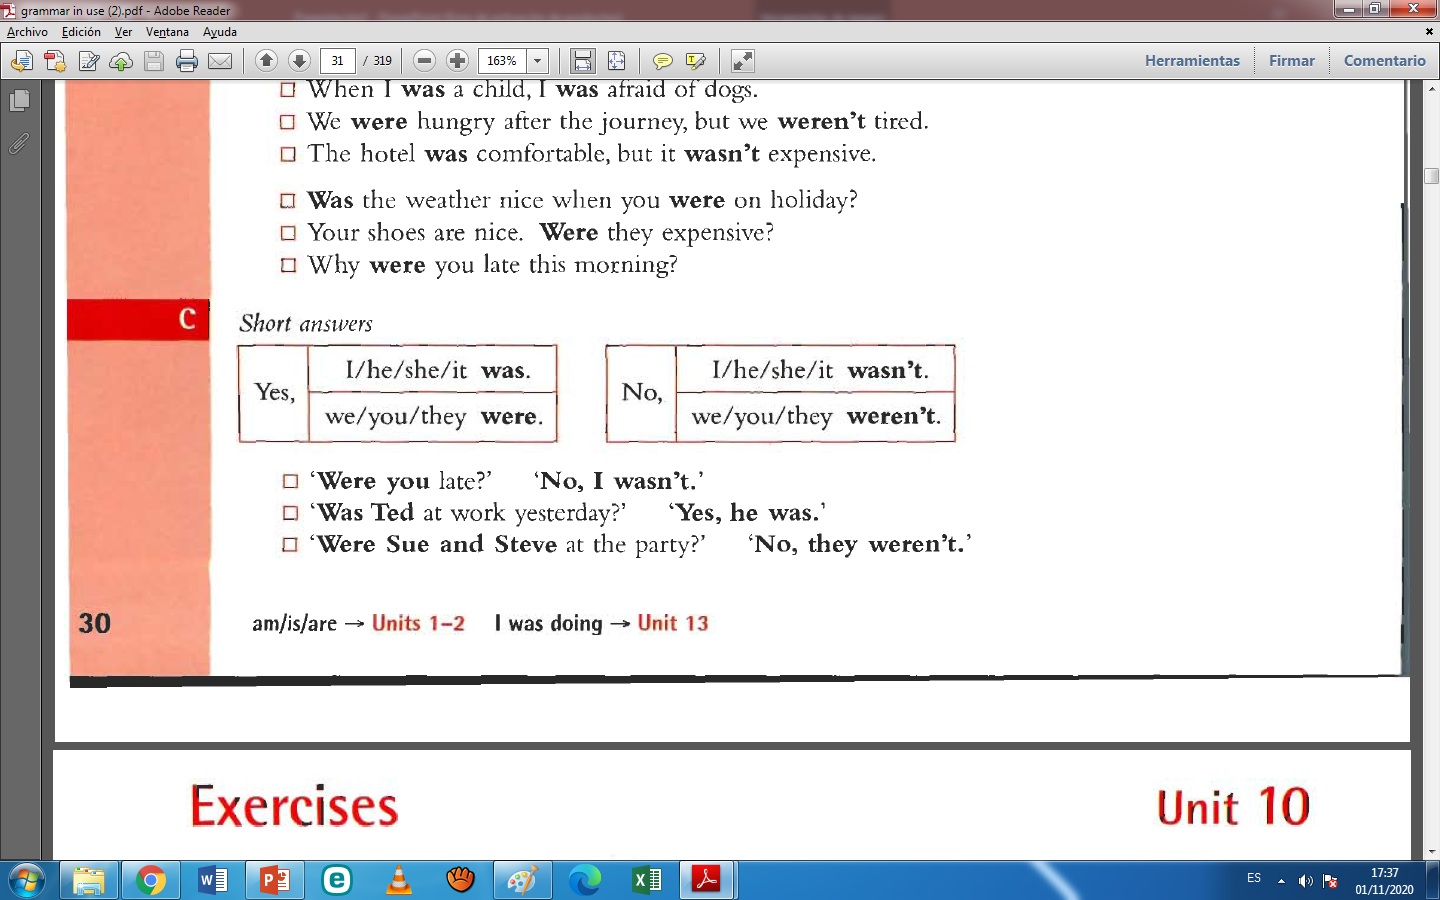 grammar in use (2).pdf - Adobe Reader
Archivo Edición Ver Ventana Ayuda
31 / 319 163% Herramientas Firmar Comentario
When I was a child, I was afraid of dogs.
We were hungry after the journey, but we weren't tired.
The hotel was comfortable, but it wasn't expensive.
Was the weather nice when you were on holiday?
Your shoes are nice. Were they expensive?
Why were you late this morning?
C
Short answers
Yes,
I/he/she/it was.
we/you/they were.
No,
I/he/she/it wasn't.
we/you/they weren't.
'Were you late?' 'No, I wasn't.'
'Was Ted at work yesterday?' 'Yes, he was.'
'Were Sue and Steve at the party?' 'No, they weren't.'
30 am/is/are → Units 1–2 I was doing → Unit 13
Exercises Unit 10
ES 17:37
01/11/2020